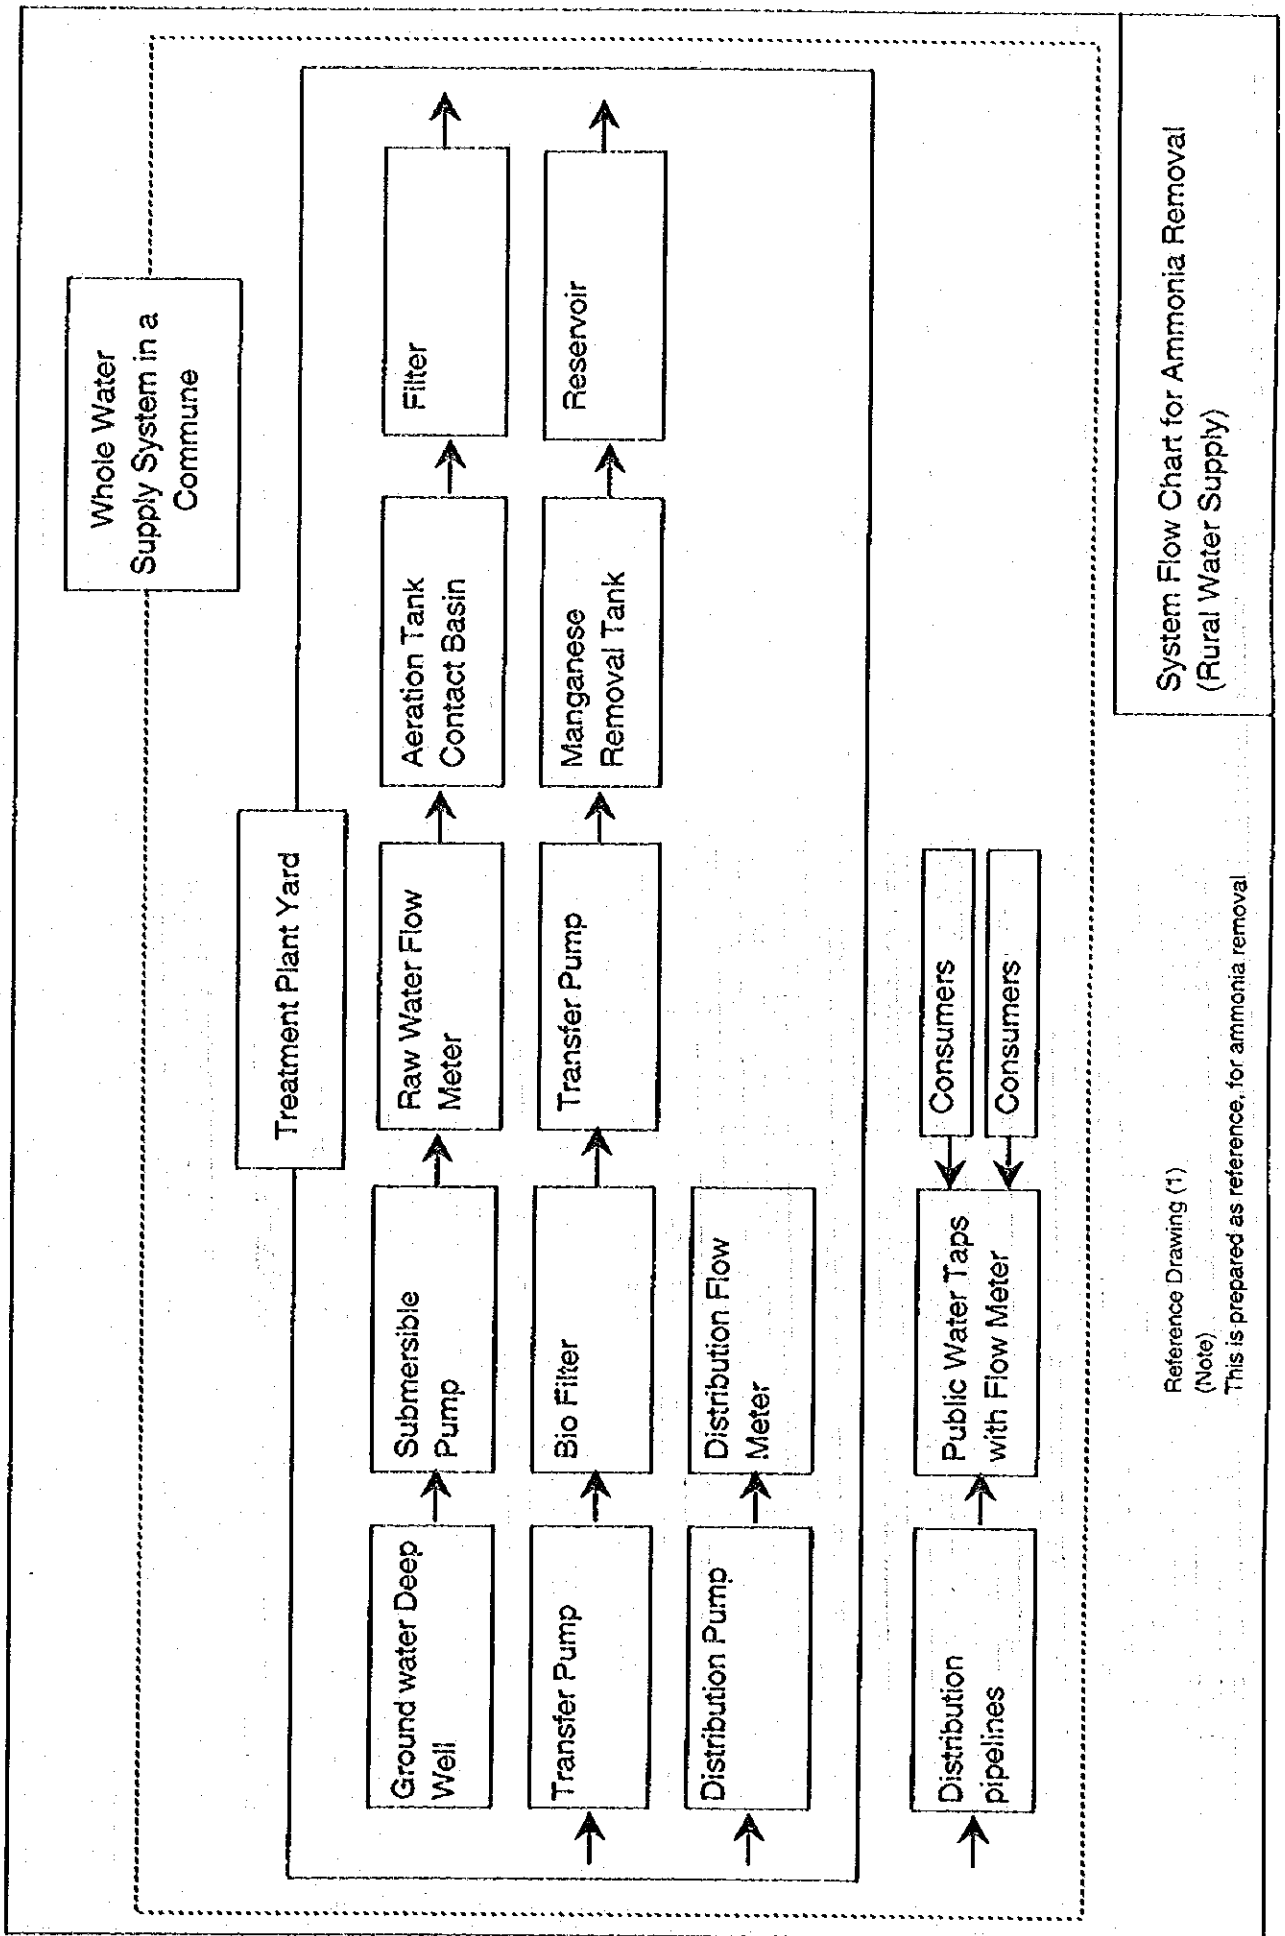 Whole Water
Supply System in a
Commune
Treatment Plant Yard
Ground water Deep
Well
Submersible
Pump
Raw Water Flow
Meter
Aeration Tank
Contact Basin
Filter
Transfer Pump
Bio Filter
Transfer Pump
Manganese
Removal Tank
Reservoir
Distribution Pump
Distribution Flow
Meter
Distribution
pipelines
Public Water Taps
with Flow Meter
Consumers
Consumers
Reference Drawing (1)
(Note)
This is prepared as reference, for ammonia removal
System Flow Chart for Ammonia Removal
(Rural Water Supply)